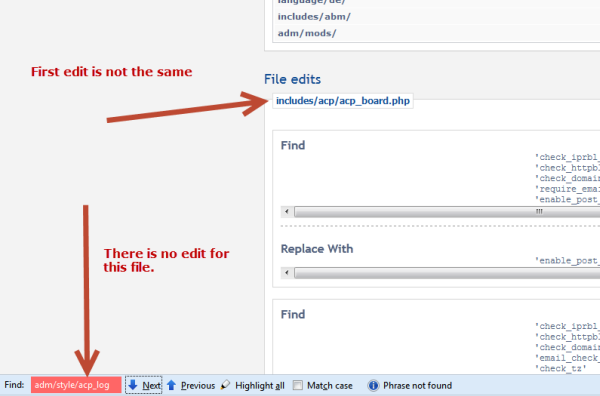 language/de/
includes/abm/
adm/mods/
First edit is not the same
File edits
includes/acp/acp_board.php
Find
'check_iprbl_
'check_httpbl
'check_domain
'require_emai
'enable_post_
Replace With
'enable_post_
There is no edit for
this file.
Find
'check_iprbl_
'check_httpbl
'check_domain
'email_check_
'check_tz'
Find: adm/style/acp_log Next Previous Highlight all Match case Phrase not found